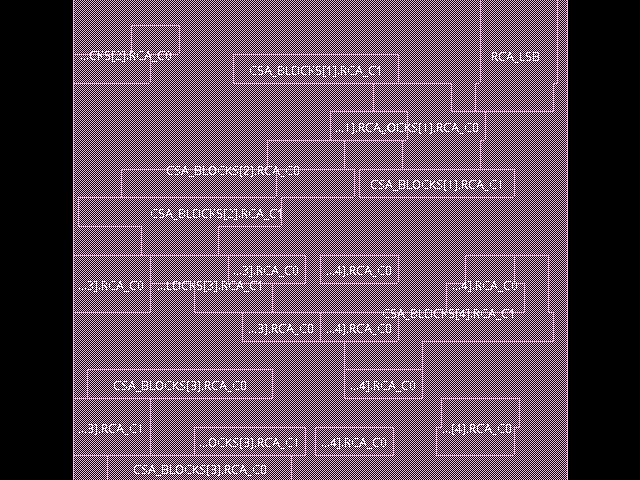 ...CKS[2].RCA_C0
RCA_LSB
CSA_BLOCKS[1].RCA_C1
...1].RCA_
OCKS[1].RCA_C0
CSA_BLOCKS[2].RCA_C0
CSA_BLOCKS[1].RCA_C1
CSA_BLOCKS[2].RCA_C1
...2].RCA_C0
...4].RCA_C0
...2].RCA_C0
...LOCKS[3].RCA_C1
...4].RCA_C0
CSA_BLOCKS[4].RCA_C1
...3].RCA_C0
...4].RCA_C0
CSA_BLOCKS[3].RCA_C0
...4].RCA_C0
...3].RCA_C1
...[4].RCA_C0
...OCKS[3].RCA_C1
...4].RCA_C0
CSA_BLOCKS[3].RCA_C0